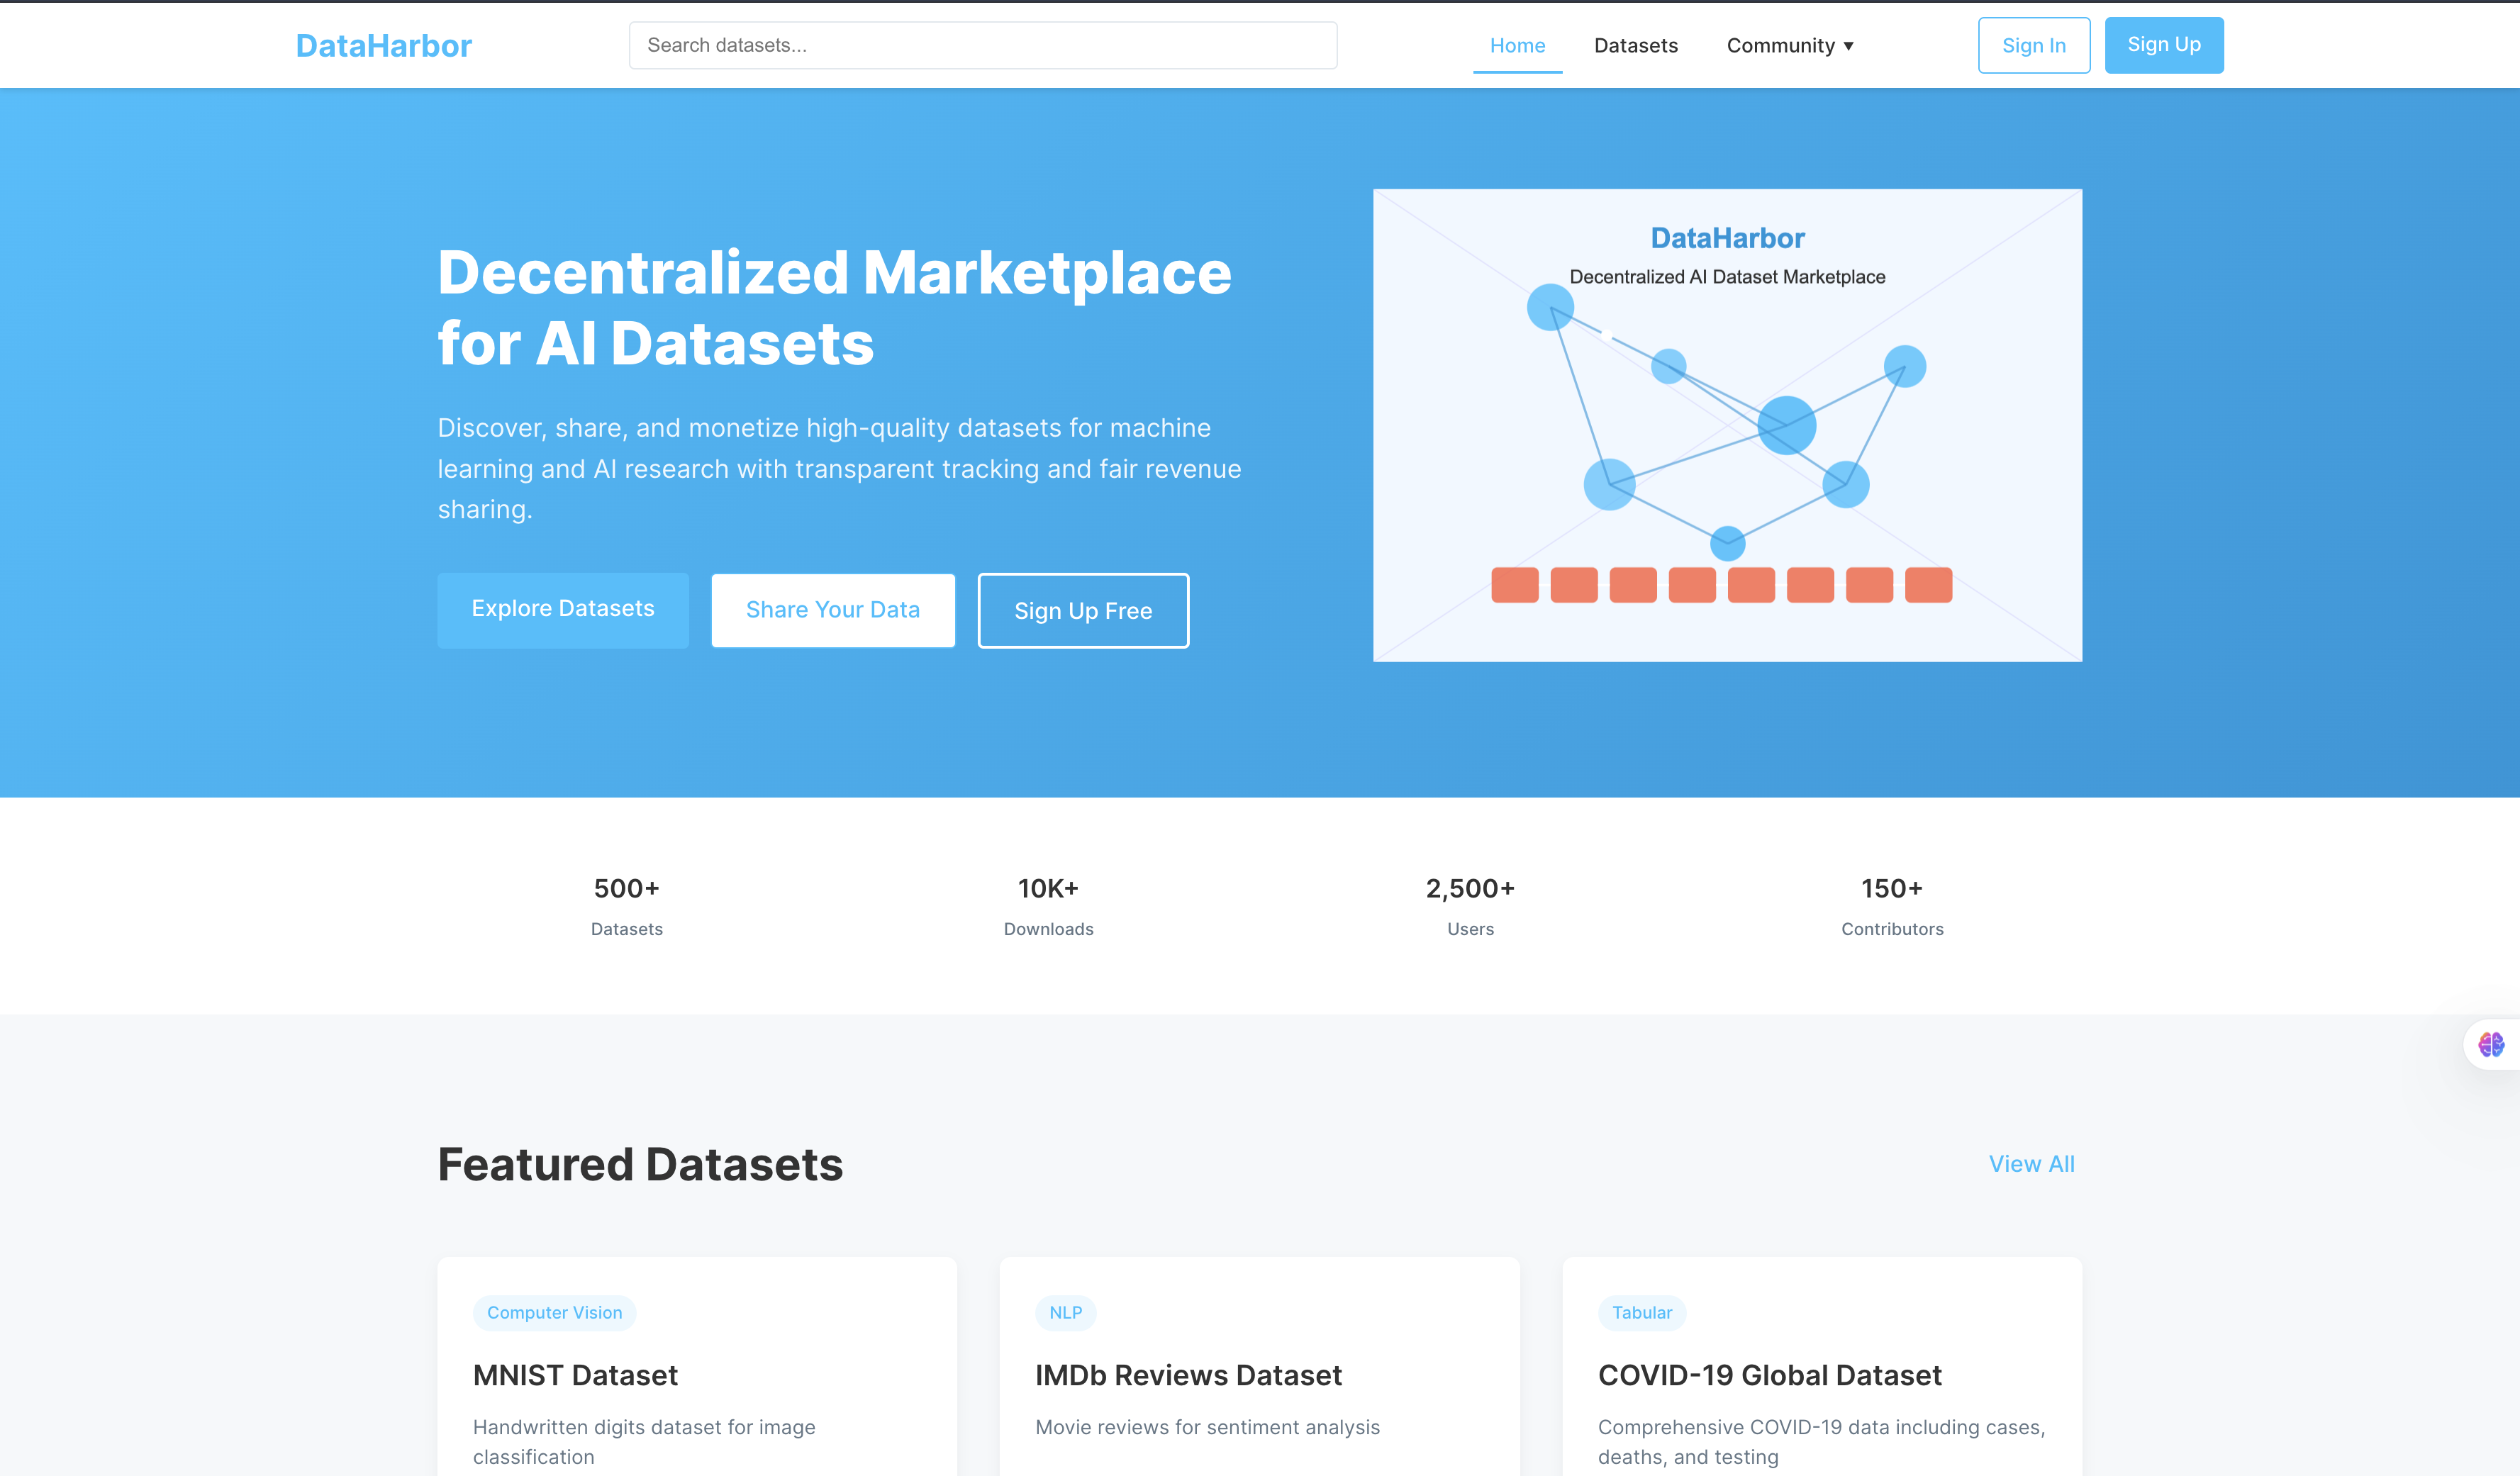 DataHarbor
Search datasets...
Home
Datasets
Community ▼
Sign In
Sign Up
Decentralized Marketplace
for AI Datasets
Discover, share, and monetize high-quality datasets for machine
learning and AI research with transparent tracking and fair revenue
sharing.
Explore Datasets
Share Your Data
Sign Up Free
DataHarbor
Decentralized AI Dataset Marketplace
500+
Datasets
10K+
Downloads
2,500+
Users
150+
Contributors
Featured Datasets
View All
Computer Vision
MNIST Dataset
Handwritten digits dataset for image
classification
NLP
IMDb Reviews Dataset
Movie reviews for sentiment analysis
Tabular
COVID-19 Global Dataset
Comprehensive COVID-19 data including cases,
deaths, and testing